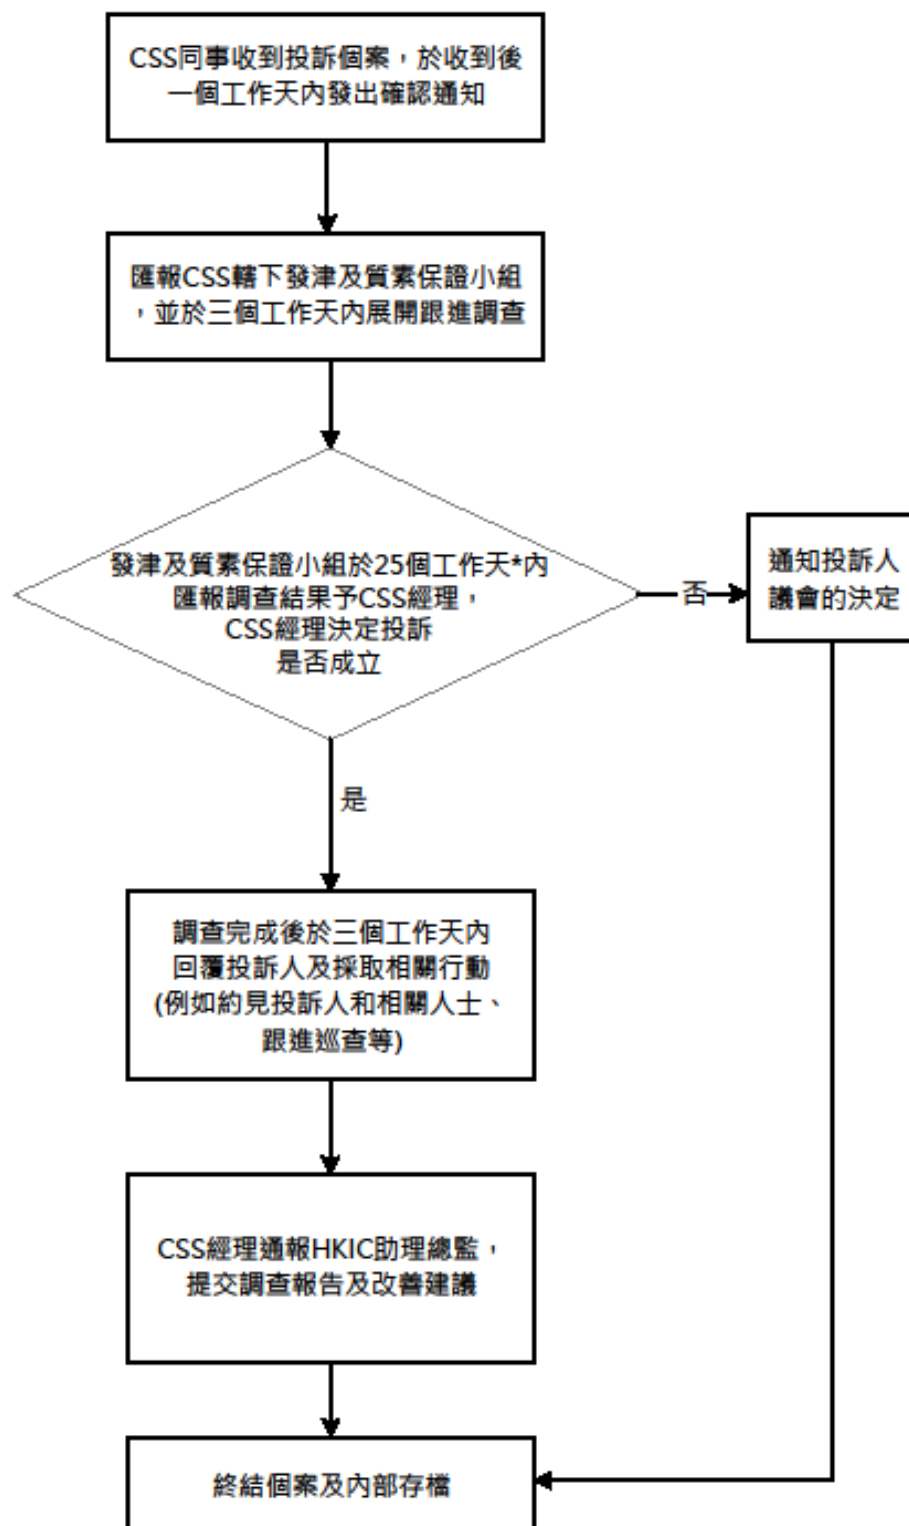 CSS同事收到投訴個案，於收到後
一個工作天內發出確認通知
匯報CSS轄下發津及質素保證小組
，並於三個工作天內展開跟進調查
發津及質素保證小組於25個工作天*內
匯報調查結果予CSS經理，
CSS經理決定投訴
是否成立
否
通知投訴人
議會的決定
是
調查完成後於三個工作天內
回覆投訴人及採取相關行動
(例如約見投訴人和相關人士、
跟進巡查等)
CSS經理通報HKIC助理總監，
提交調查報告及改善建議
終結個案及內部存檔